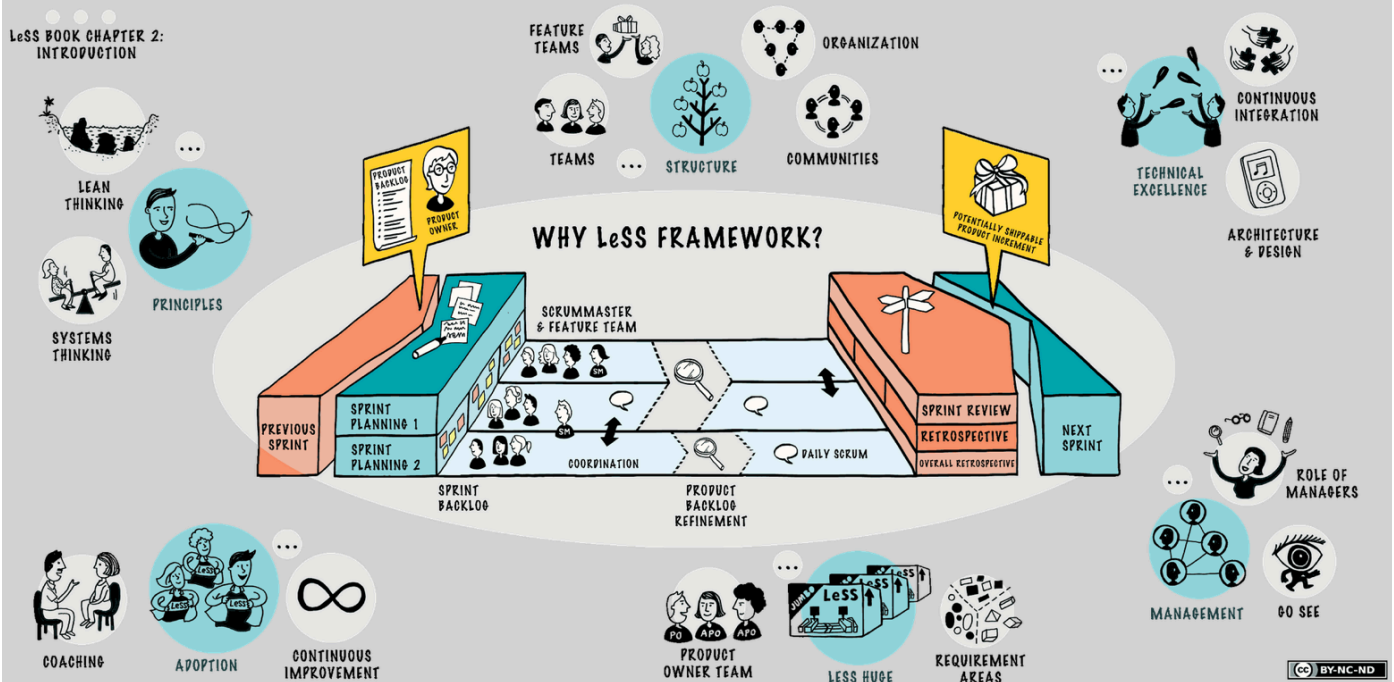 LeSS BOOK CHAPTER 2:
INTRODUCTION
FEATURE
TEAMS
ORGANIZATION
TEAMS
STRUCTURE
COMMUNITIES
CONTINUOUS
INTEGRATION
TECHNICAL
EXCELLENCE
ARCHITECTURE
& DESIGN
LEAN
THINKING
PRINCIPLES
SYSTEMS
THINKING
PRODUCT
BACKLOG
PRODUCT
OWNER
WHY LeSS FRAMEWORK?
POTENTIALLY SHIPPABLE
PRODUCT INCREMENT
SCRUMMASTER
& FEATURE TEAM
SM
SM
PREVIOUS
SPRINT
SPRINT
PLANNING 1
SPRINT
PLANNING 2
COORDINATION
DAILY SCRUM
SPRINT REVIEW
RETROSPECTIVE
OVERALL RETROSPECTIVE
NEXT
SPRINT
SPRINT
BACKLOG
PRODUCT
BACKLOG
REFINEMENT
ROLE OF
MANAGERS
MANAGEMENT
GO SEE
COACHING
LeSS
LeSS
LeSS
ADOPTION
CONTINUOUS
IMPROVEMENT
PO
APO
APO
PRODUCT
OWNER TEAM
JUMBO
LeSS
LeSS
LeSS
LESS HUGE
REQUIREMENT
AREAS
cc BY-NC-ND